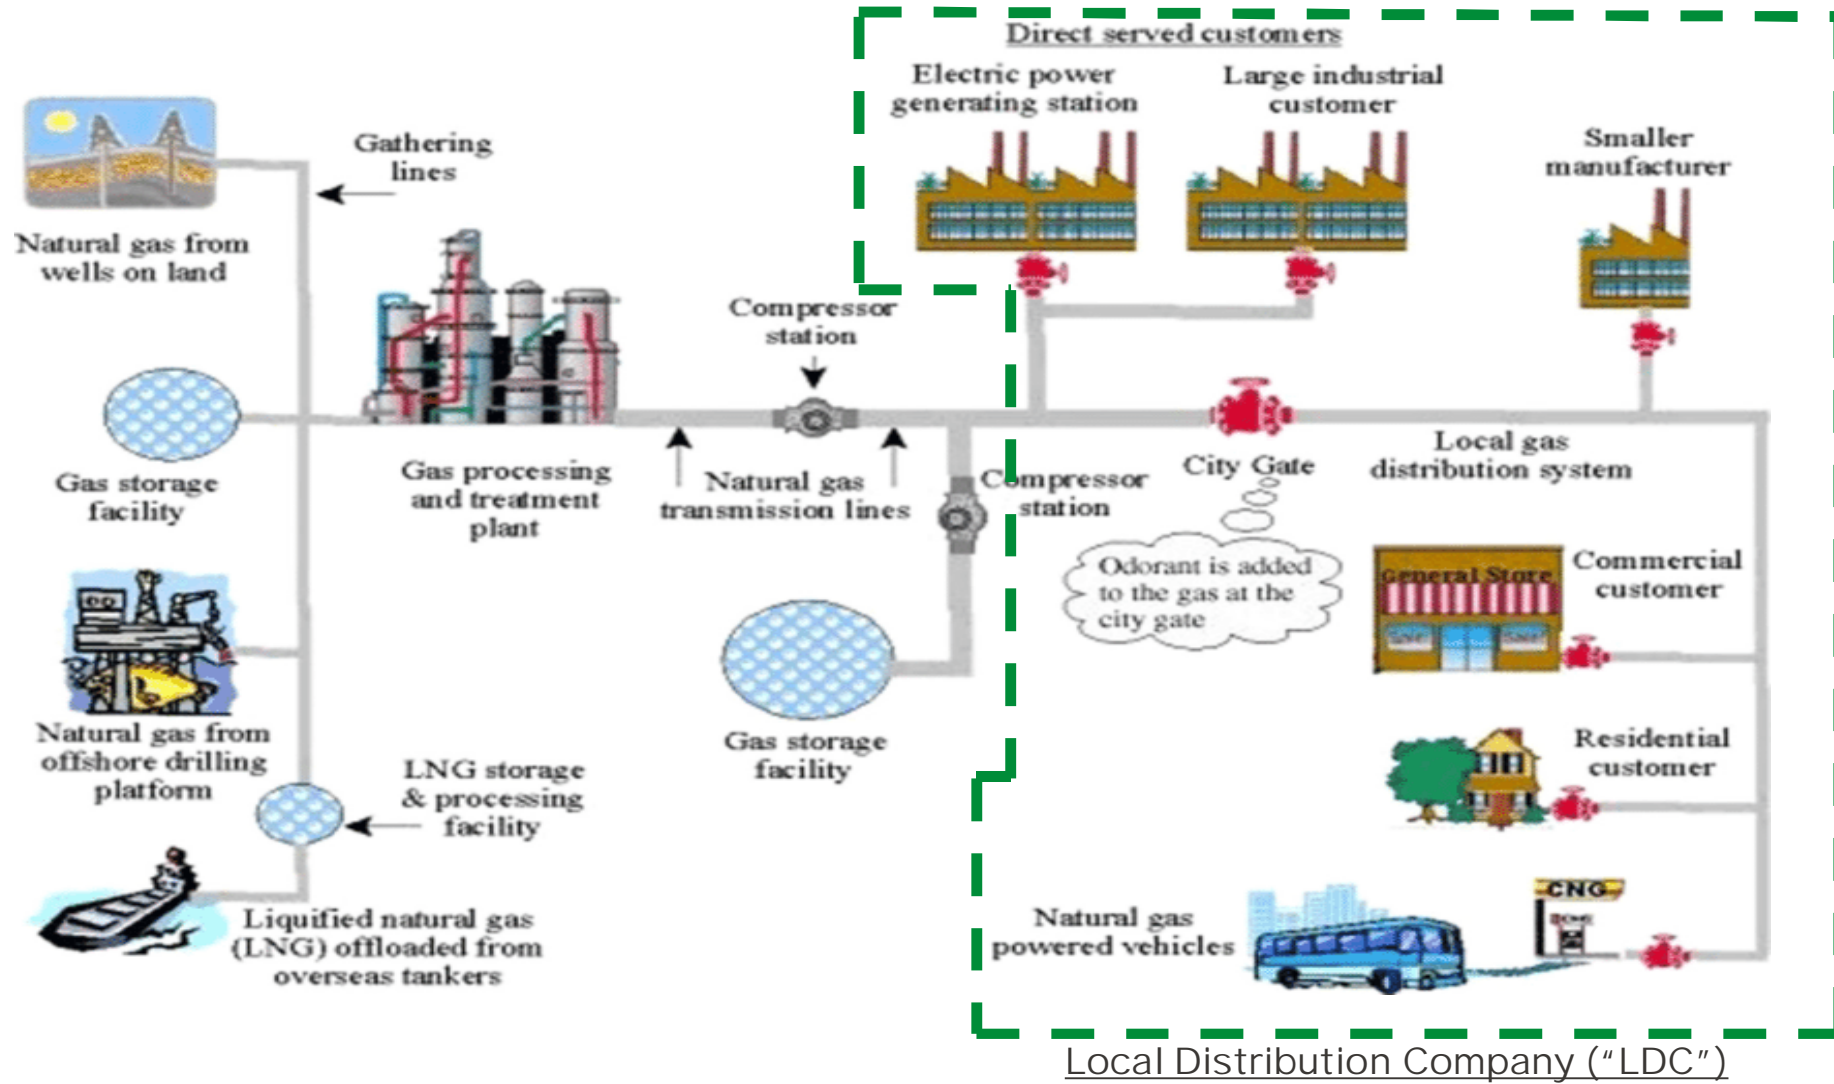 Direct served customers
Electric power
generating station
Large industrial
customer
Smaller
manufacturer
Gathering
lines
Natural gas from
wells on land
Compressor
station
Gas storage
facility
Gas processing
and treatment
plant
Natural gas
transmission lines
Compressor
station
City Gate
Local gas
distribution system
Odorant is added
to the gas at the
city gate
General Store
Sale
Sale
Commercial
customer
Natural gas from
offshore drilling
platform
LNG storage
& processing
facility
Gas storage
facility
Residential
customer
Liquified natural gas
(LNG) offloaded from
overseas tankers
Natural gas
powered vehicles
CNG
Local Distribution Company (“LDC”)